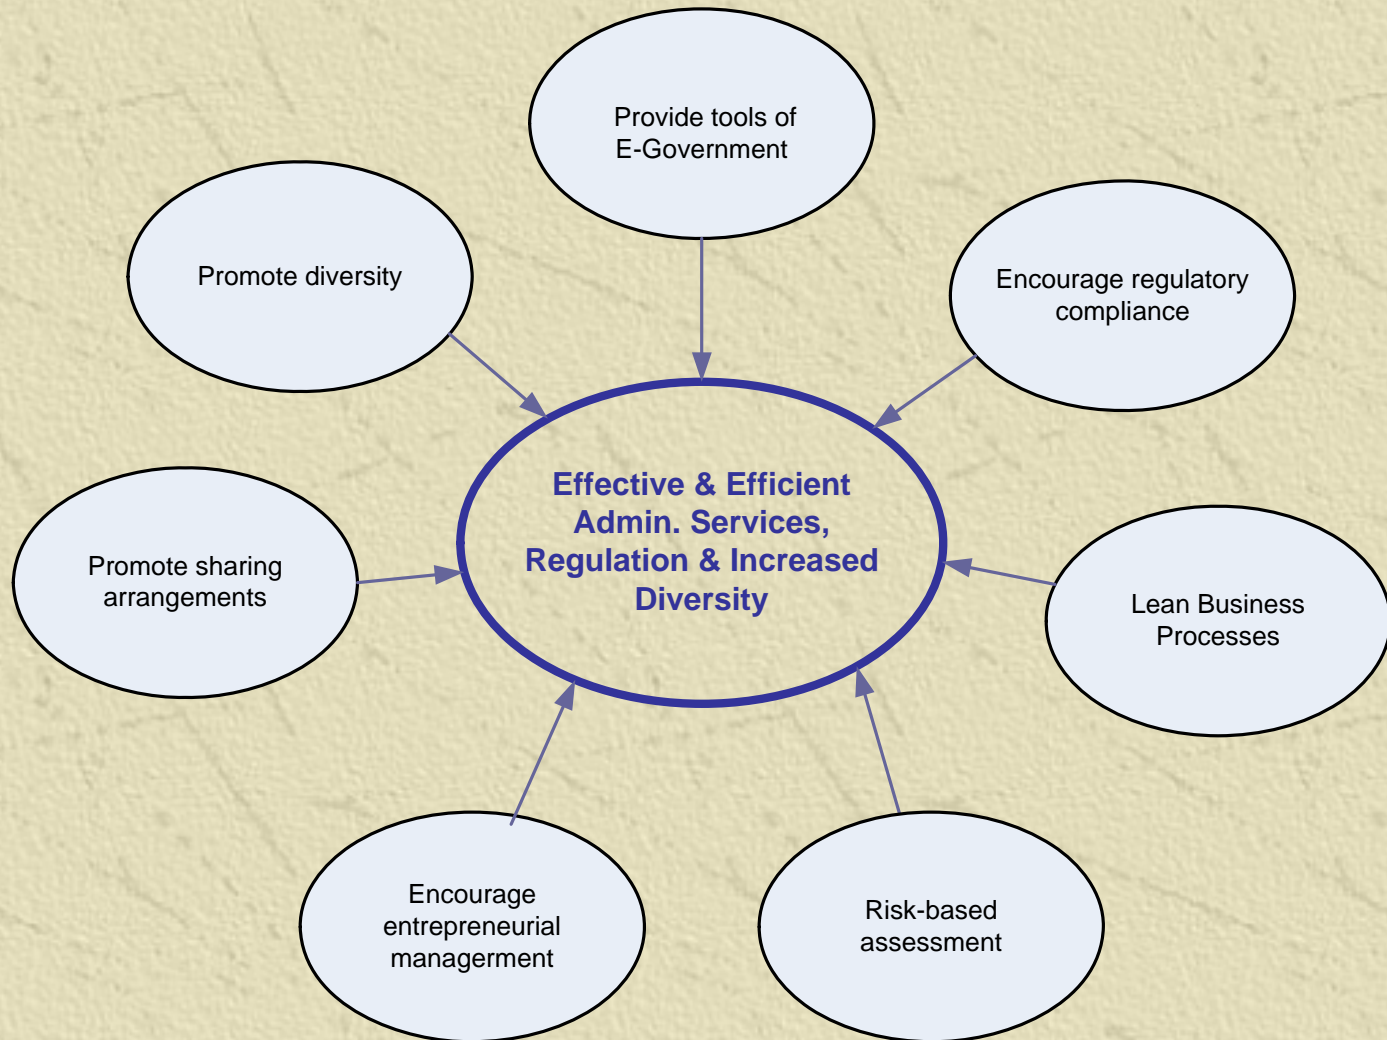 Provide tools of
E-Government
Promote diversity
Encourage regulatory
compliance
Effective & Efficient
Admin. Services,
Regulation & Increased
Diversity
Promote sharing
arrangements
Lean Business
Processes
Encourage
entrepreneurial
managerment
Risk-based
assessment